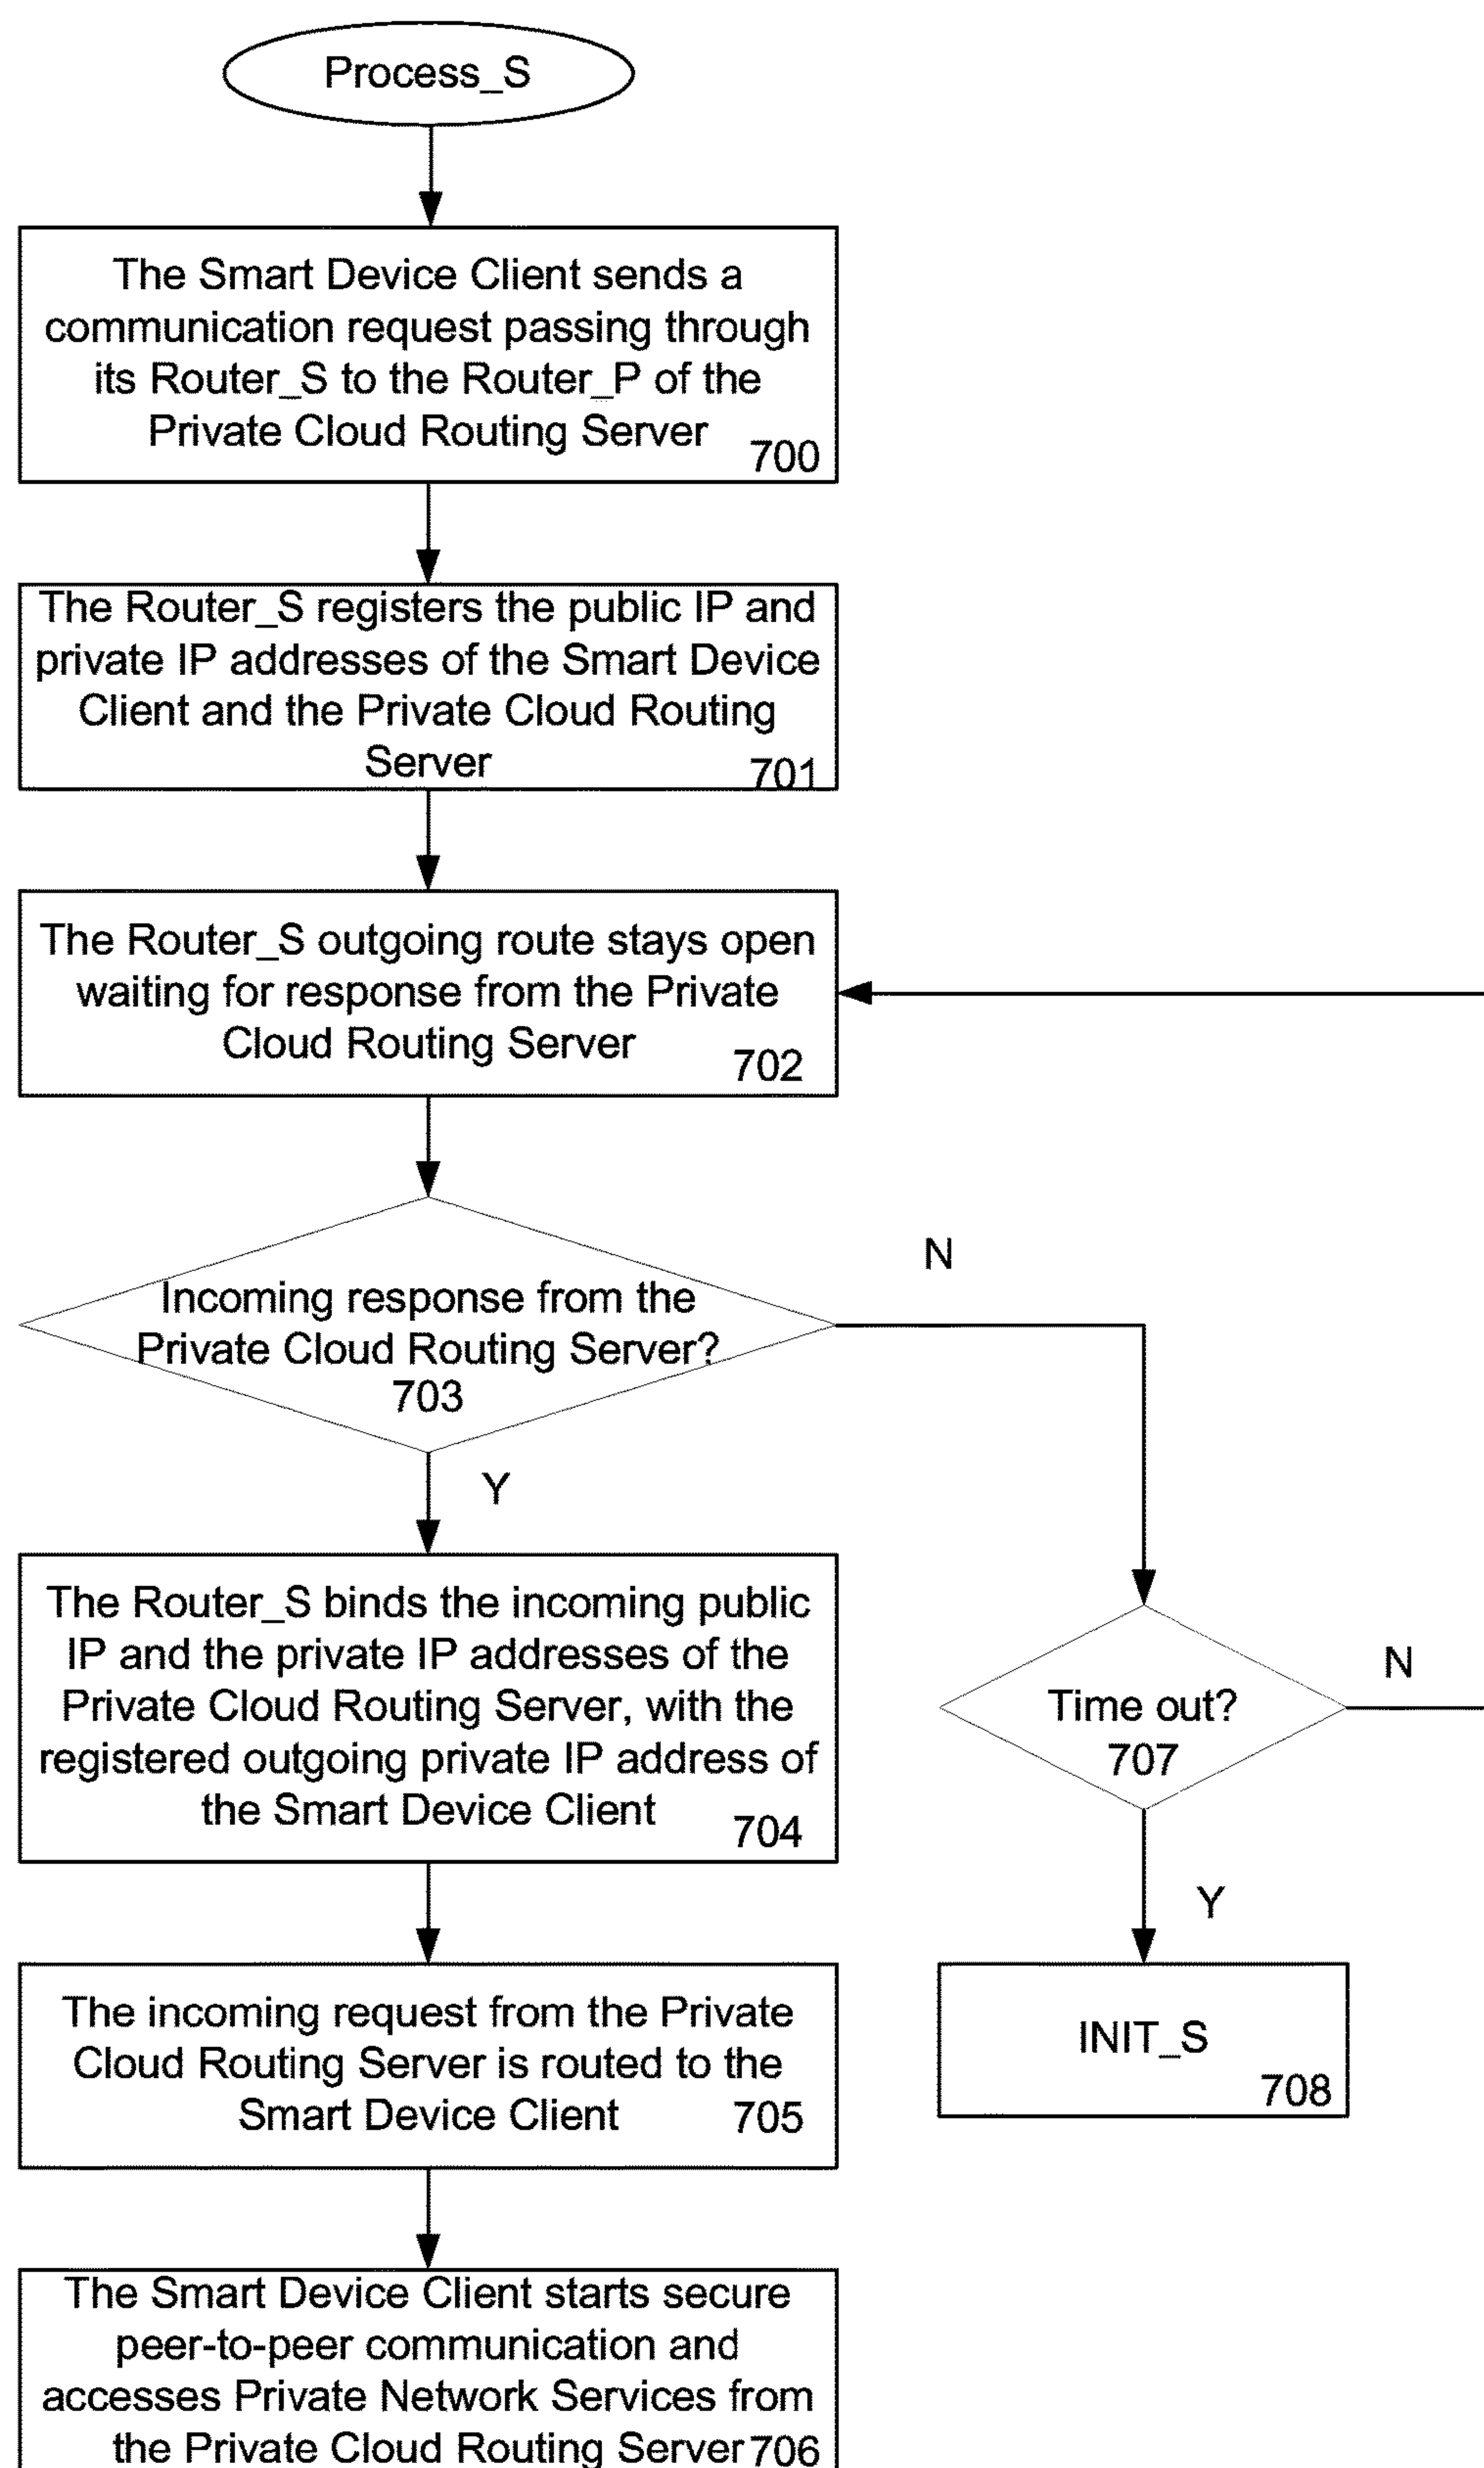 Process_S
The Smart Device Client sends a
communication request passing through
its Router_S to the Router_P of the
Private Cloud Routing Server
700
The Router_S registers the public IP and
private IP addresses of the Smart Device
Client and the Private Cloud Routing
Server
701
The Router_S outgoing route stays open
waiting for response from the Private
Cloud Routing Server
702
N
Incoming response from the
Private Cloud Routing Server?
703
Y
The Router_S binds the incoming public
IP and the private IP addresses of the
Private Cloud Routing Server, with the
registered outgoing private IP address of
the Smart Device Client
704
N
Time out?
707
Y
The incoming request from the Private
Cloud Routing Server is routed to the
Smart Device Client
705
INIT_S
708
The Smart Device Client starts secure
peer-to-peer communication and
accesses Private Network Services from
the Private Cloud Routing Server
706